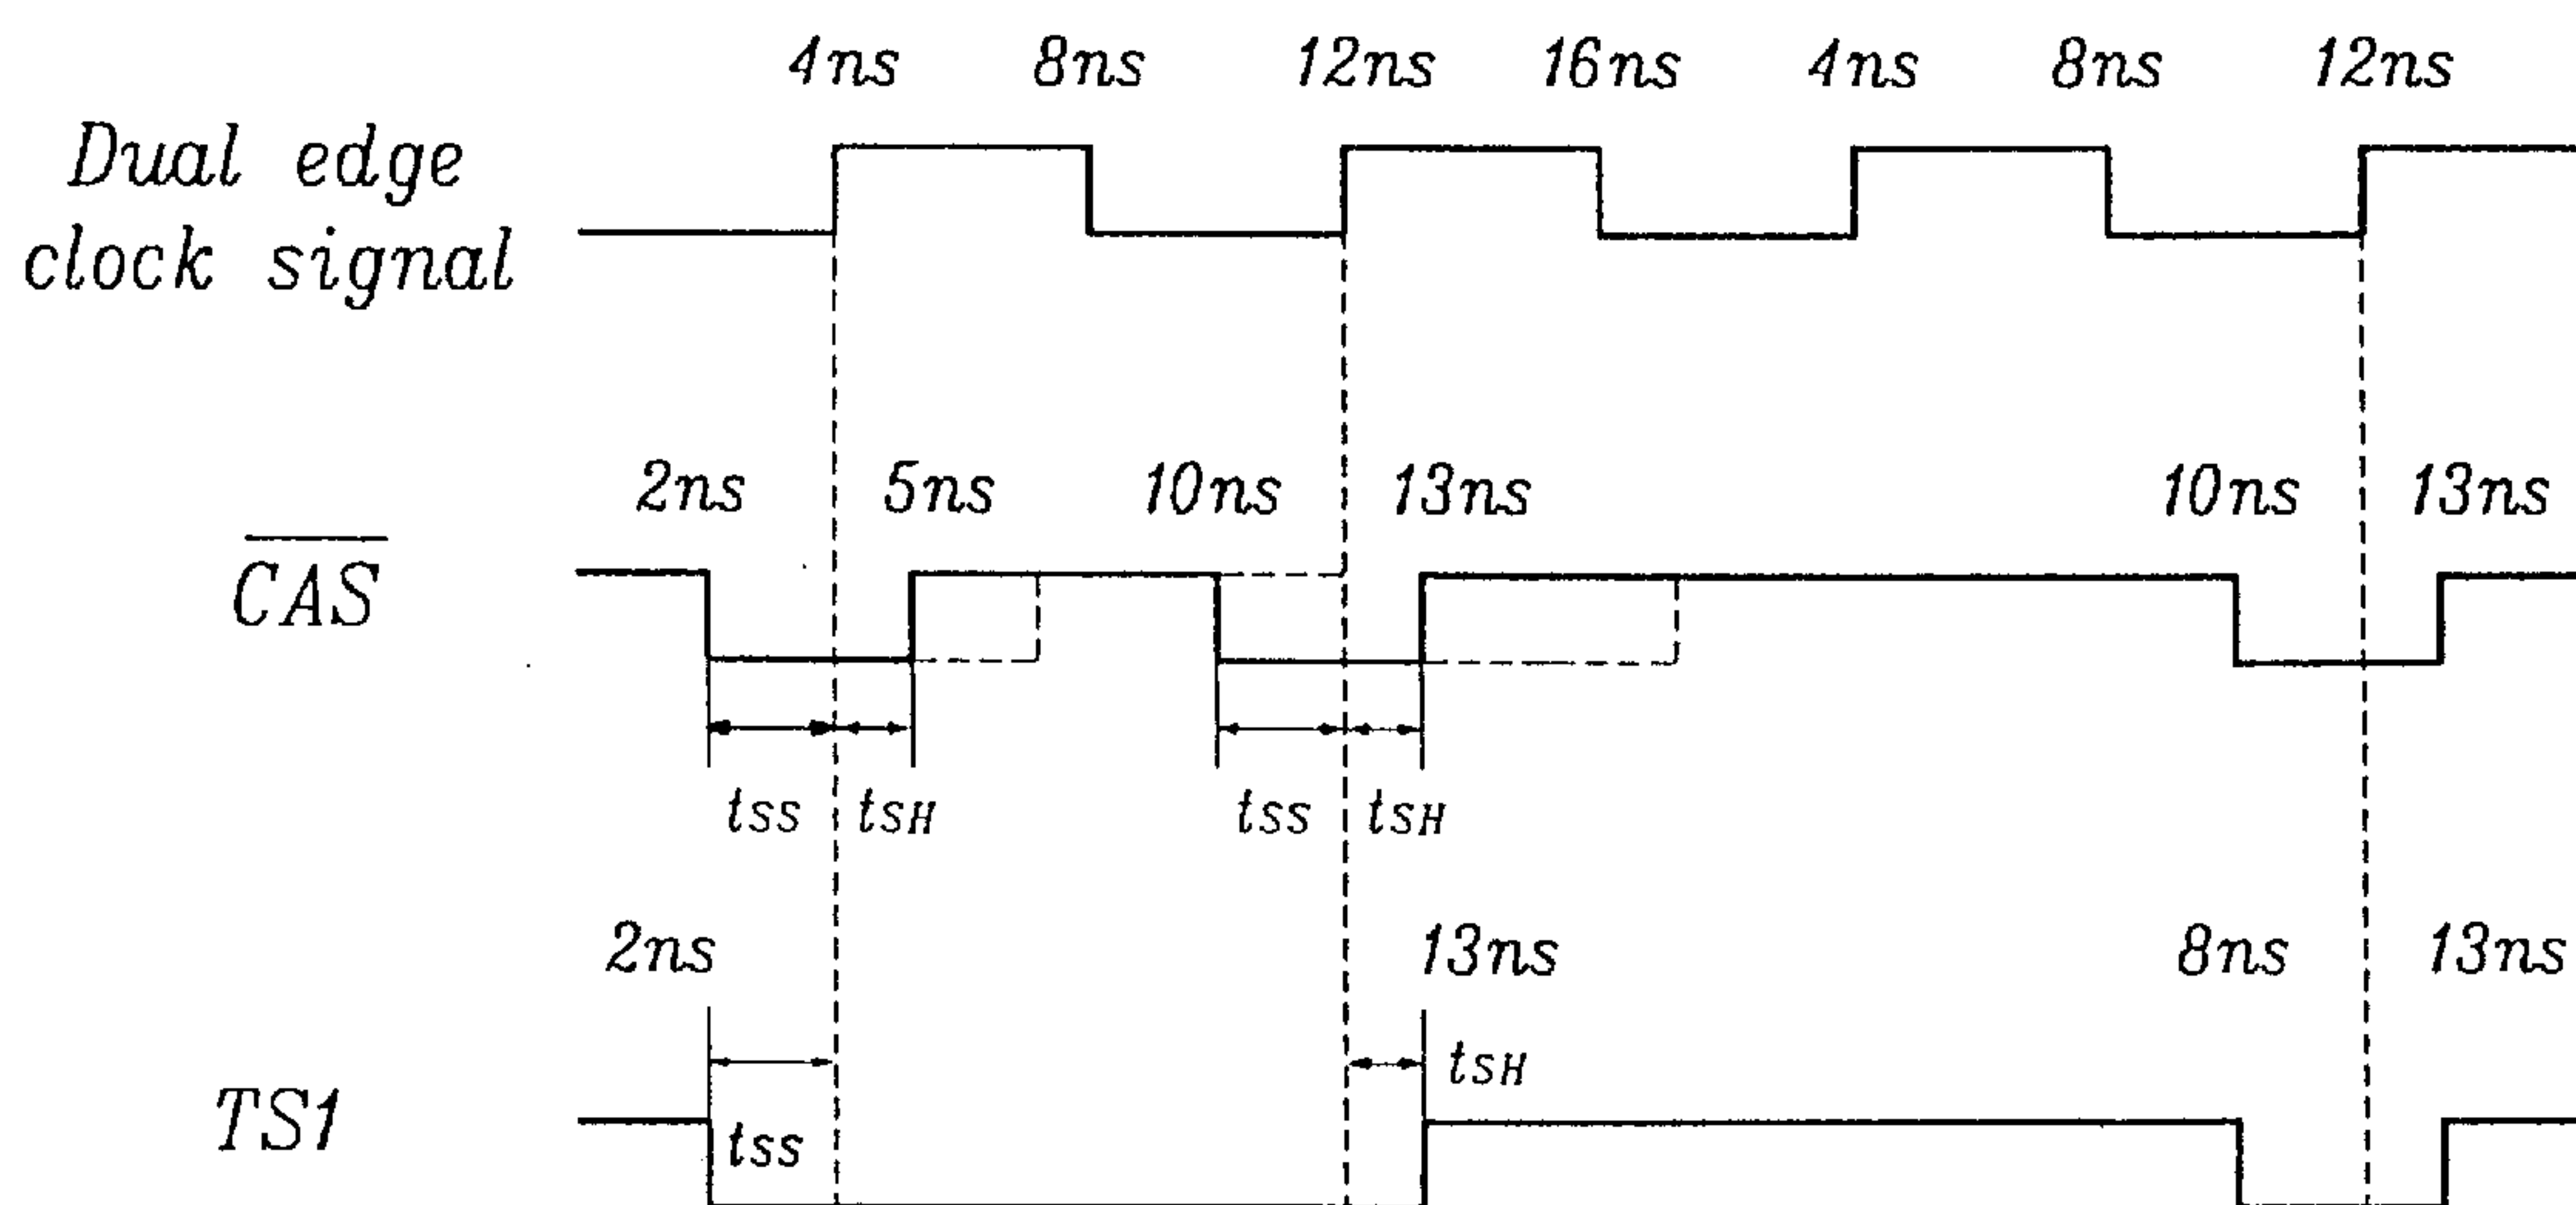 4ns 8ns 12ns 16ns 4ns 8ns 12ns
Dual edge
clock signal
2ns 5ns 10ns 13ns 10ns 13ns
C̅A̅S̅
tSS tSH tSS tSH
2ns 13ns 8ns 13ns
tSH
TS1
tSS